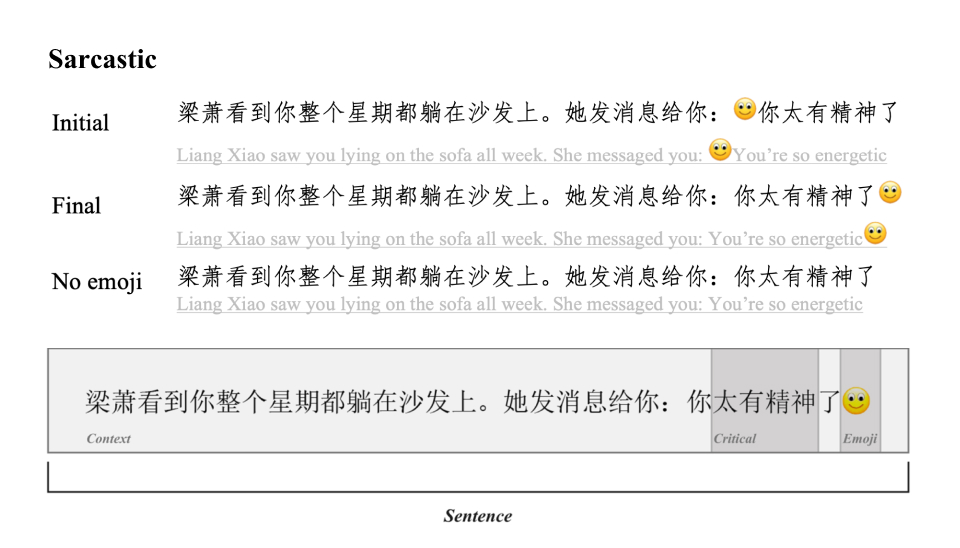 Sarcastic
Initial 梁萧看到你整个星期都躺在沙发上。她发消息给你：🙂你太有精神了
Liang Xiao saw you lying on the sofa all week. She messaged you: 🙂You’re so energetic
Final 梁萧看到你整个星期都躺在沙发上。她发消息给你：你太有精神了🙂
Liang Xiao saw you lying on the sofa all week. She messaged you: You’re so energetic🙂
No emoji 梁萧看到你整个星期都躺在沙发上。她发消息给你：你太有精神了
Liang Xiao saw you lying on the sofa all week. She messaged you: You’re so energetic
梁萧看到你整个星期都躺在沙发上。她发消息给你：你太有精神了🙂
Context Critical Emoji
Sentence